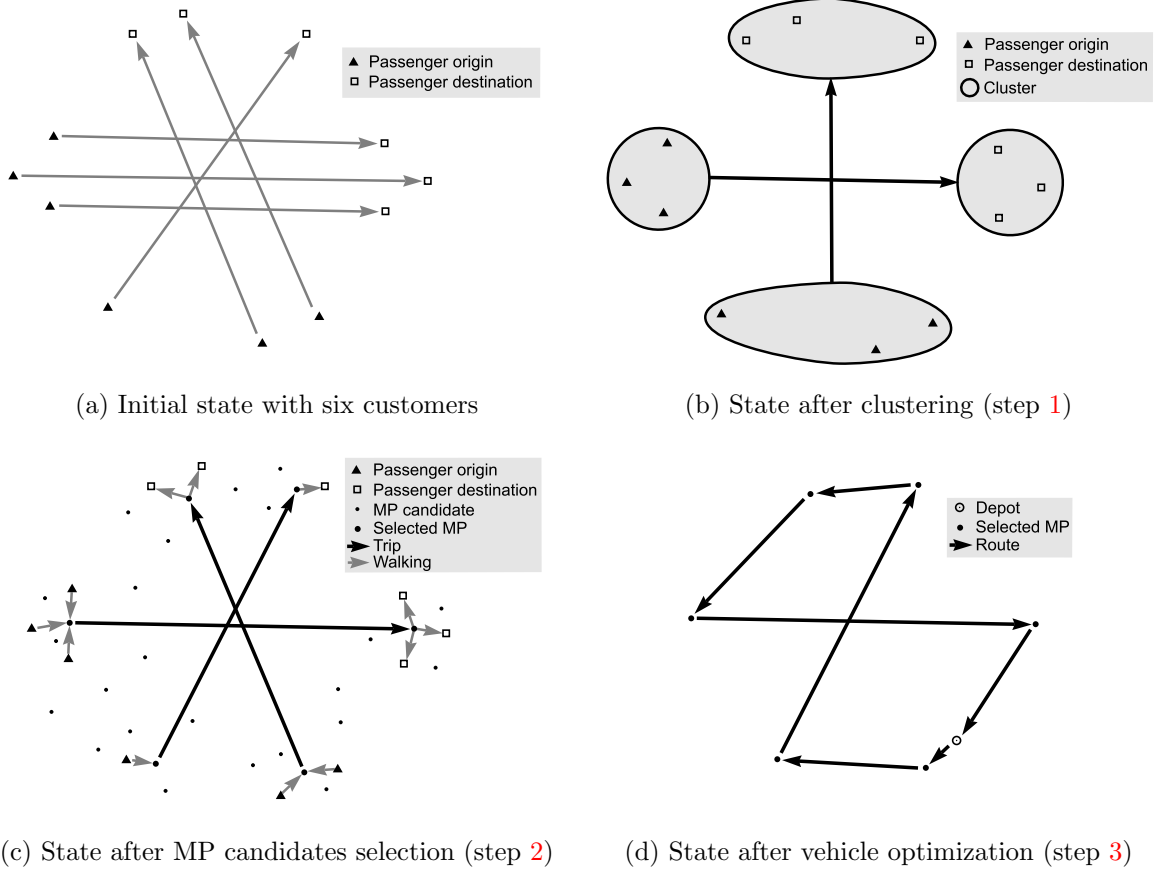 Passenger origin
Passenger destination
(a) Initial state with six customers
Passenger origin
Passenger destination
Cluster
(b) State after clustering (step 1)
Passenger origin
Passenger destination
MP candidate
Selected MP
Trip
Walking
(c) State after MP candidates selection (step 2)
Depot
Selected MP
Route
(d) State after vehicle optimization (step 3)